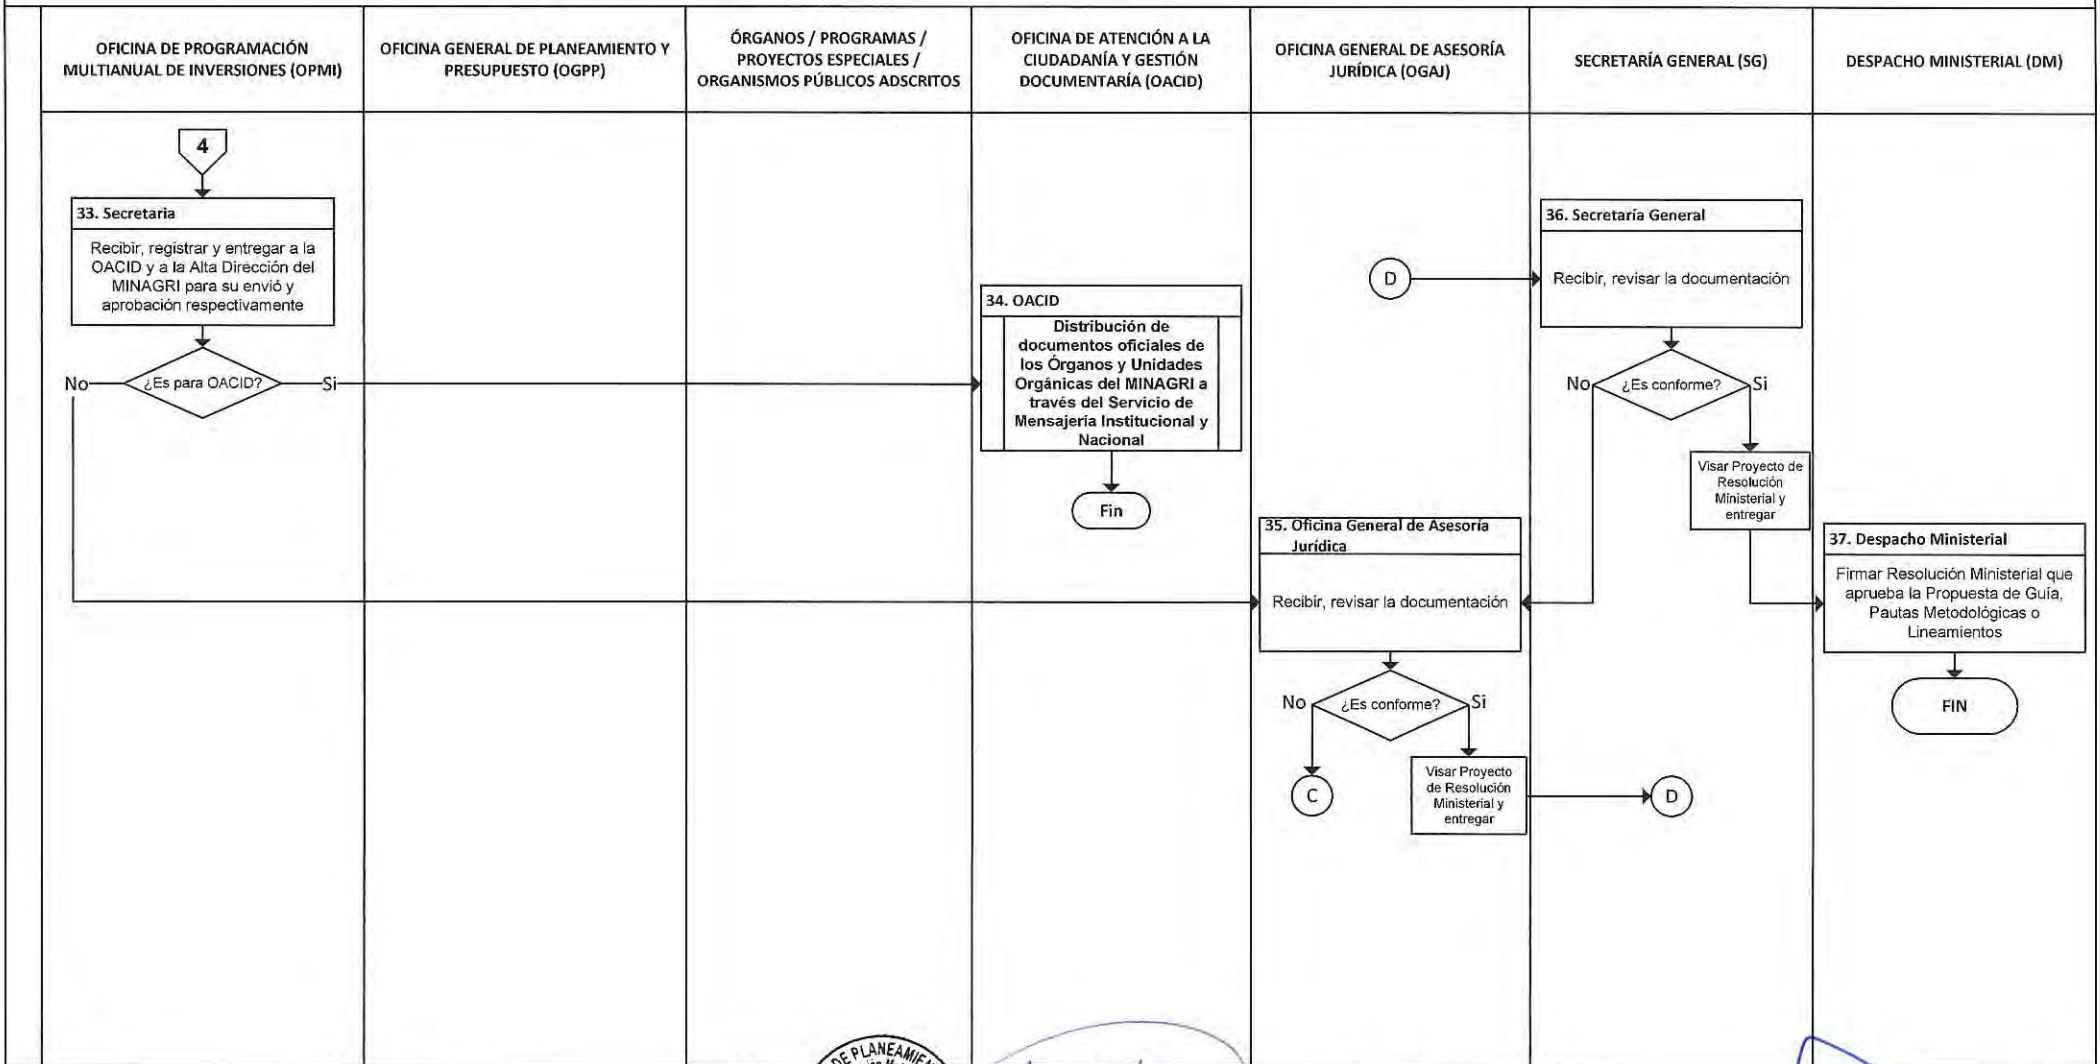 OFICINA DE PROGRAMACIÓN
MULTIANUAL DE INVERSIONES (OPMI)
OFICINA GENERAL DE PLANEAMIENTO Y
PRESUPUESTO (OGPP)
ÓRGANOS / PROGRAMAS /
PROYECTOS ESPECIALES /
ORGANISMOS PÚBLICOS ADSCRITOS
OFICINA DE ATENCIÓN A LA
CIUDADANÍA Y GESTIÓN
DOCUMENTARÍA (OACID)
OFICINA GENERAL DE ASESORÍA
JURÍDICA (OGAJ)
SECRETARÍA GENERAL (SG)
DESPACHO MINISTERIAL (DM)
4
33. Secretaria
Recibir, registrar y entregar a la
OACID y a la Alta Dirección del
MINAGRI para su envió y
aprobación respectivamente
No
¿Es para OACID?
Si
34. OACID
Distribución de
documentos oficiales de
los Órganos y Unidades
Orgánicas del MINAGRI a
través del Servicio de
Mensajería Institucional y
Nacional
Fin
D
36. Secretaría General
Recibir, revisar la documentación
No
¿Es conforme?
Si
Visar Proyecto de
Resolución
Ministerial y
entregar
35. Oficina General de Asesoría
Jurídica
Recibir, revisar la documentación
No
¿Es conforme?
Si
C
Visar Proyecto
de Resolución
Ministerial y
entregar
D
37. Despacho Ministerial
Firmar Resolución Ministerial que
aprueba la Propuesta de Guía,
Pautas Metodológicas o
Lineamientos
FIN
DE PLANEAMIEN